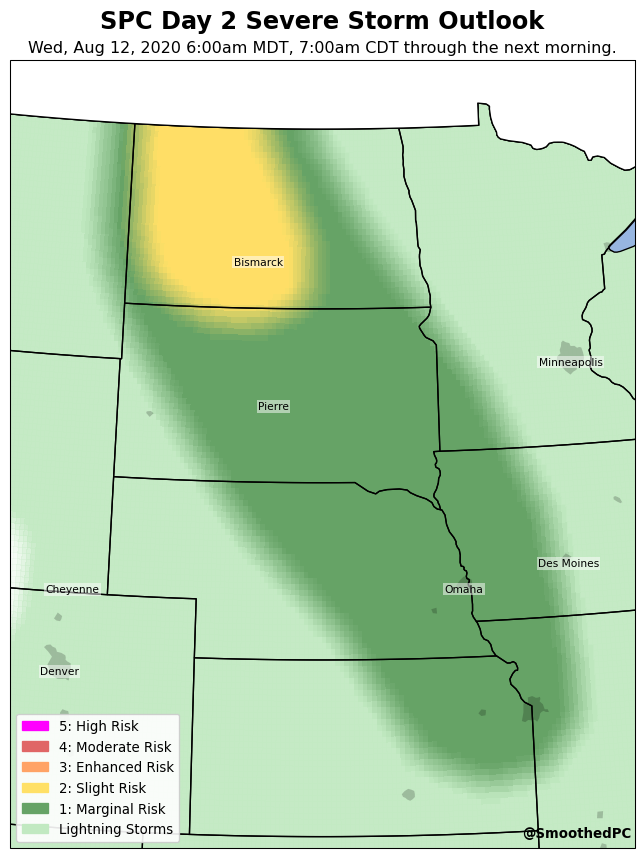 SPC Day 2 Severe Storm Outlook
Wed, Aug 12, 2020 6:00am MDT, 7:00am CDT through the next morning.
Bismarck
Minneapolis
Pierre
Des Moines
Cheyenne
Omaha
Denver
5: High Risk
4: Moderate Risk
3: Enhanced Risk
2: Slight Risk
1: Marginal Risk
Lightning Storms
@SmoothedPC